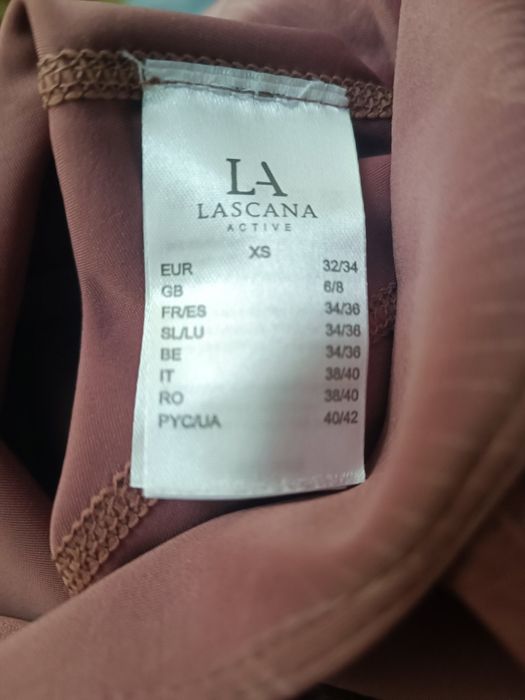 LA
LASCANA
ACTIVE
XS
EUR 32/34
GB 6/8
FR/ES 34/36
SL/LU 34/36
BE 34/36
IT 38/40
RO 38/40
РУС/UA 40/42